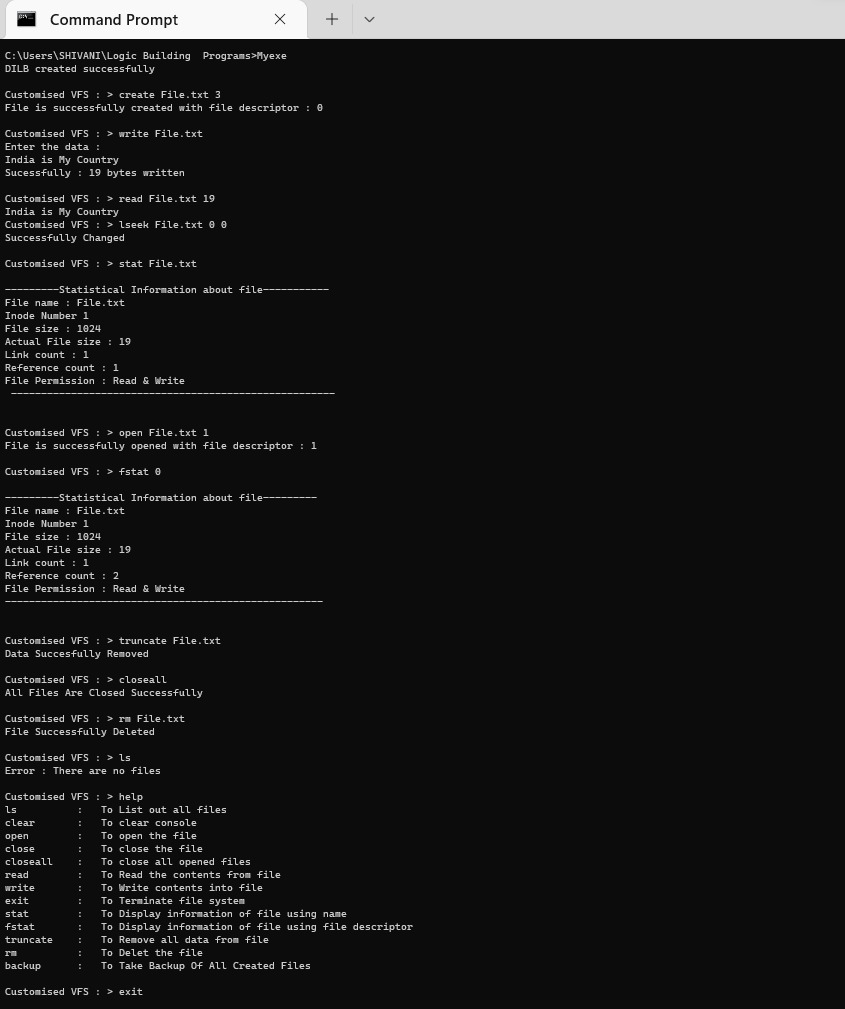 Command Prompt
C:\Users\SHIVANI\Logic Building  Programs>Myexe
DILB created successfully

Customised VFS : > create File.txt 3
File is successfully created with file descriptor : 0

Customised VFS : > write File.txt
Enter the data :
India is My Country
Sucessfully : 19 bytes written

Customised VFS : > read File.txt 19
India is My Country
Customised VFS : > lseek File.txt 0 0
Successfully Changed

Customised VFS : > stat File.txt

---------Statistical Information about file-----------
File name : File.txt
Inode Number 1
File size : 1024
Actual File size : 19
Link count : 1
Reference count : 1
File Permission : Read & Write
 ------------------------------------------------------

Customised VFS : > open File.txt 1
File is successfully opened with file descriptor : 1

Customised VFS : > fstat 0

---------Statistical Information about file---------
File name : File.txt
Inode Number 1
File size : 1024
Actual File size : 19
Link count : 1
Reference count : 2
File Permission : Read & Write
-----------------------------------------------------

Customised VFS : > truncate File.txt
Data Succesfully Removed

Customised VFS : > closeall
All Files Are Closed Successfully

Customised VFS : > rm File.txt
File Successfully Deleted

Customised VFS : > ls
Error : There are no files

Customised VFS : > help
ls          :   To List out all files
clear       :   To clear console
open        :   To open the file
close       :   To close the file
closeall    :   To close all opened files
read        :   To Read the contents from file
write       :   To Write contents into file
exit        :   To Terminate file system
stat        :   To Display information of file using name
fstat       :   To Display information of file using file descriptor
truncate    :   To Remove all data from file
rm          :   To Delet the file
backup      :   To Take Backup Of All Created Files

Customised VFS : > exit